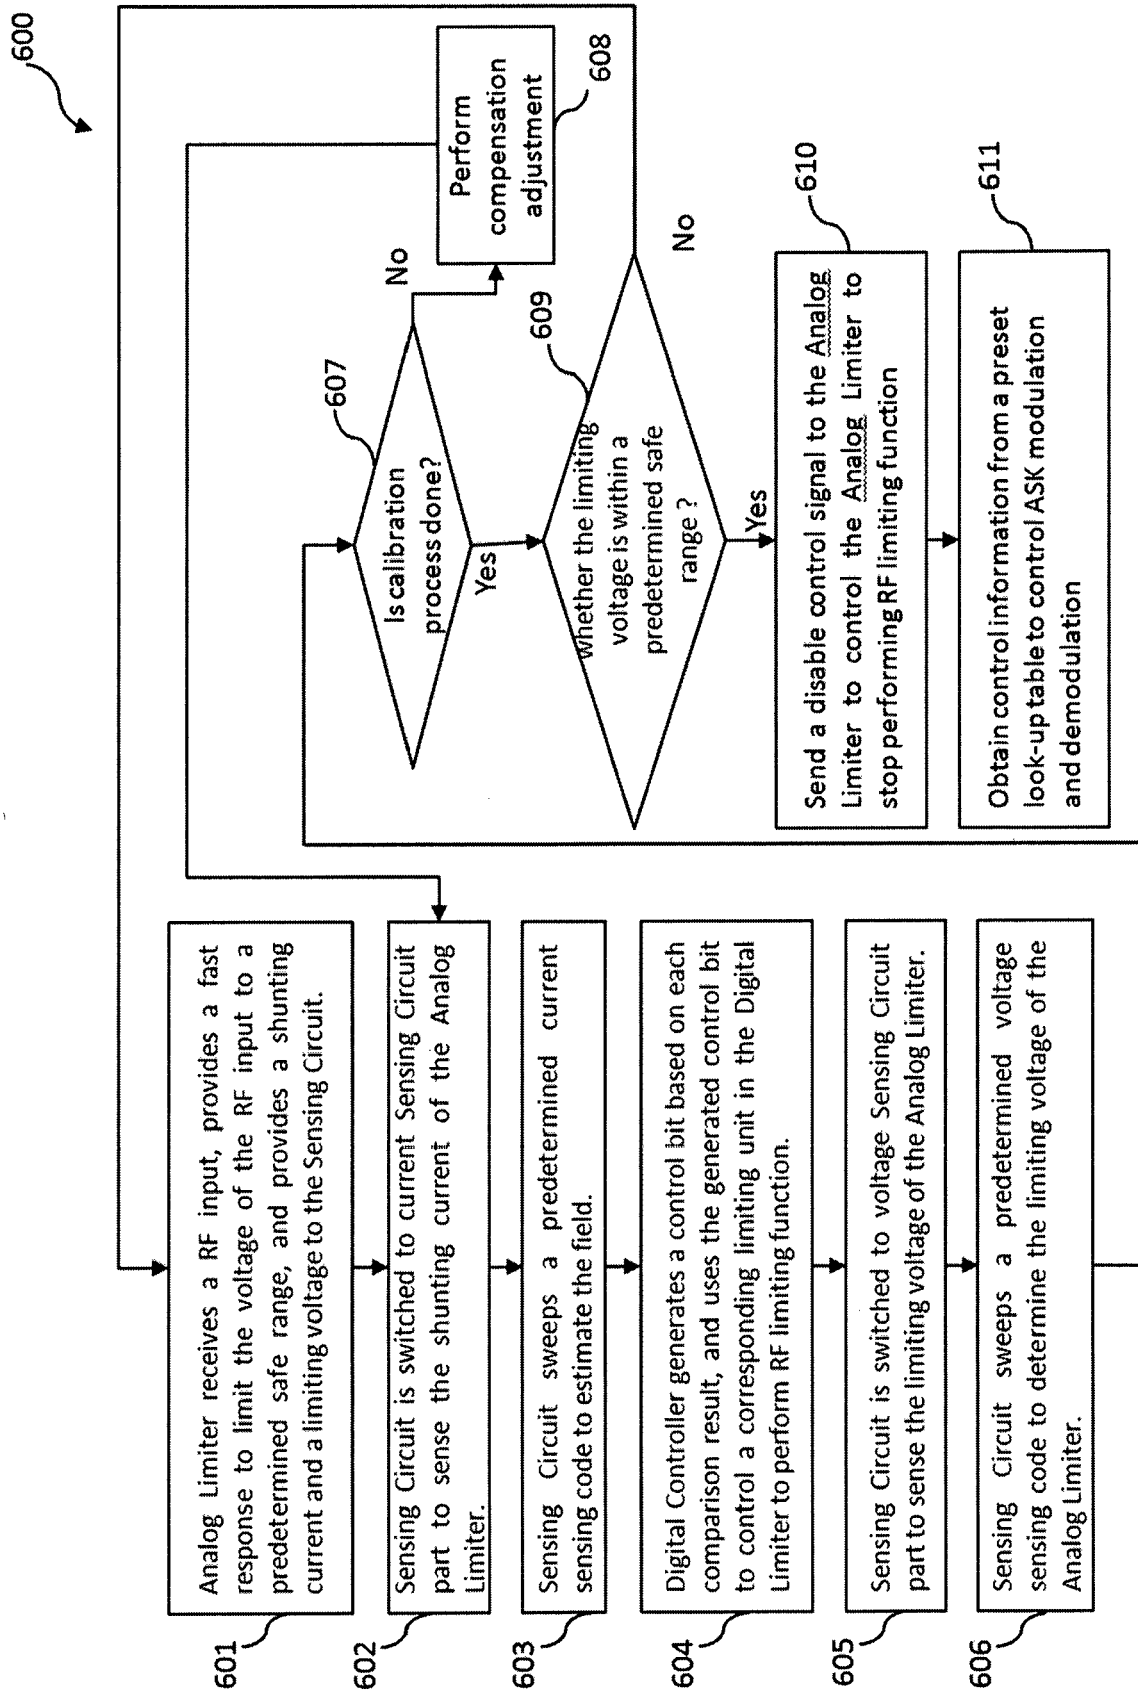 600
601
Analog Limiter receives a RF input, provides a fast
response to limit the voltage of the RF input to a
predetermined safe range, and provides a shunting
current and a limiting voltage to the Sensing Circuit.
602
Sensing Circuit is switched to current Sensing Circuit
part to sense the shunting current of the Analog
Limiter.
603
Sensing Circuit sweeps a predetermined current
sensing code to estimate the field.
604
Digital Controller generates a control bit based on each
comparison result, and uses the generated control bit
to control a corresponding limiting unit in the Digital
Limiter to perform RF limiting function.
605
Sensing Circuit is switched to voltage Sensing Circuit
part to sense the limiting voltage of the Analog Limiter.
606
Sensing Circuit sweeps a predetermined voltage
sensing code to determine the limiting voltage of the
Analog Limiter.
607
Is calibration
process done?
No
Yes
608
Perform
compensation
adjustment
609
whether the limiting
voltage is within a
predetermined safe
range ?
No
Yes
610
Send a disable control signal to the Analog
Limiter to control the Analog Limiter to
stop performing RF limiting function
611
Obtain control information from a preset
look-up table to control ASK modulation
and demodulation